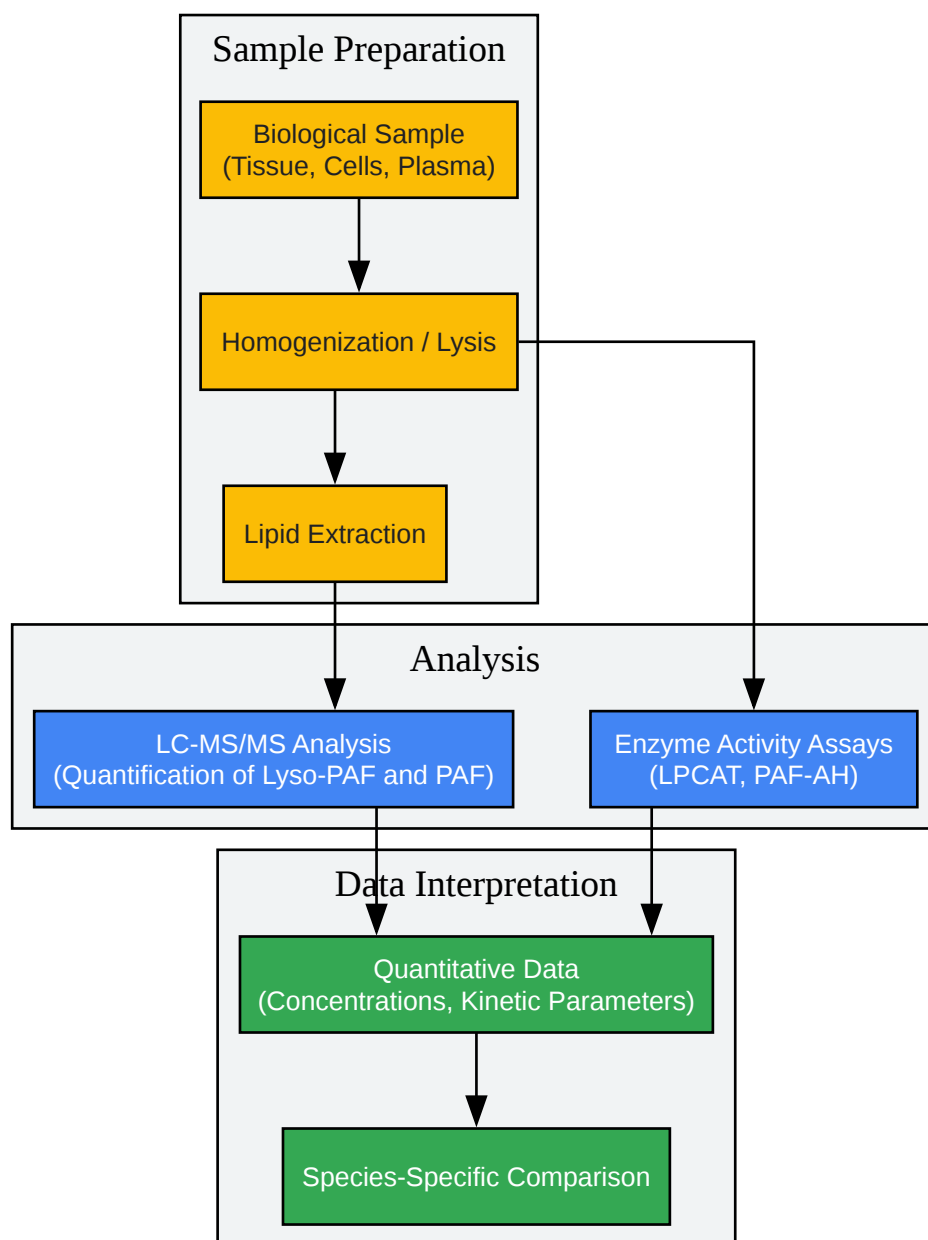 Sample Preparation
Biological Sample
(Tissue, Cells, Plasma)
Homogenization / Lysis
Lipid Extraction
Analysis
LC-MS/MS Analysis
(Quantification of Lyso-PAF and PAF)
Enzyme Activity Assays
(LPCAT, PAF-AH)
Data Interpretation
Quantitative Data
(Concentrations, Kinetic Parameters)
Species-Specific Comparison